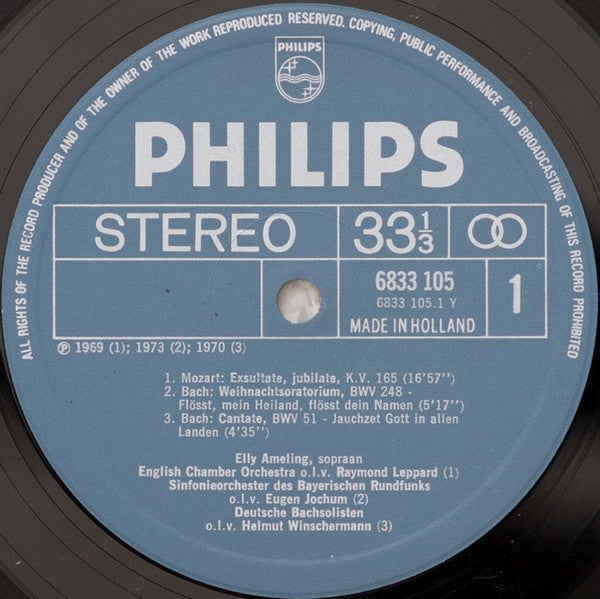 ALL RIGHTS OF THE RECORD PRODUCER AND OF THE OWNER OF THE WORK REPRODUCED RESERVED. COPYING, PUBLIC PERFORMANCE AND BROADCASTING OF THIS RECORD PROHIBITED
PHILIPS
PHILIPS
STEREO 33 1/3
6833 105
6833 105.1 Y
1
MADE IN HOLLAND
Ⓟ 1969 (1); 1973 (2); 1970 (3)
1. Mozart: Exsultate, jubilate, K.V. 165 (16'57'')
2. Bach: Weihnachtsoratorium, BWV 248 -
Flösst, mein Heiland, flösst dein Namen (5'17'')
3. Bach: Cantate, BWV 51 - Jauchzet Gott in allen
Landen (4'35'')
Elly Ameling, sopraan
English Chamber Orchestra o.l.v. Raymond Leppard (1)
Sinfonieorchester des Bayerischen Rundfunks
o.l.v. Eugen Jochum (2)
Deutsche Bachsolisten
o.l.v. Helmut Winschermann (3)